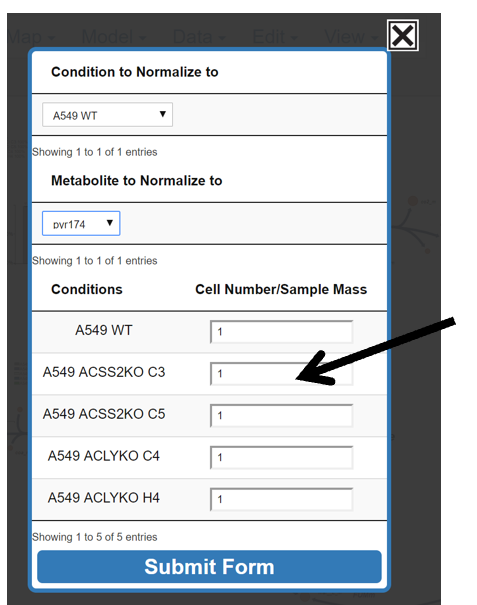 Map Model Data Edit View
Condition to Normalize to
A549 WT
Showing 1 to 1 of 1 entries
Metabolite to Normalize to
pyr174
Showing 1 to 1 of 1 entries
Conditions Cell Number/Sample Mass
A549 WT 1
A549 ACSS2KO C3 1
A549 ACSS2KO C5 1
A549 ACLYKO C4 1
A549 ACLYKO H4 1
Showing 1 to 5 of 5 entries
Submit Form